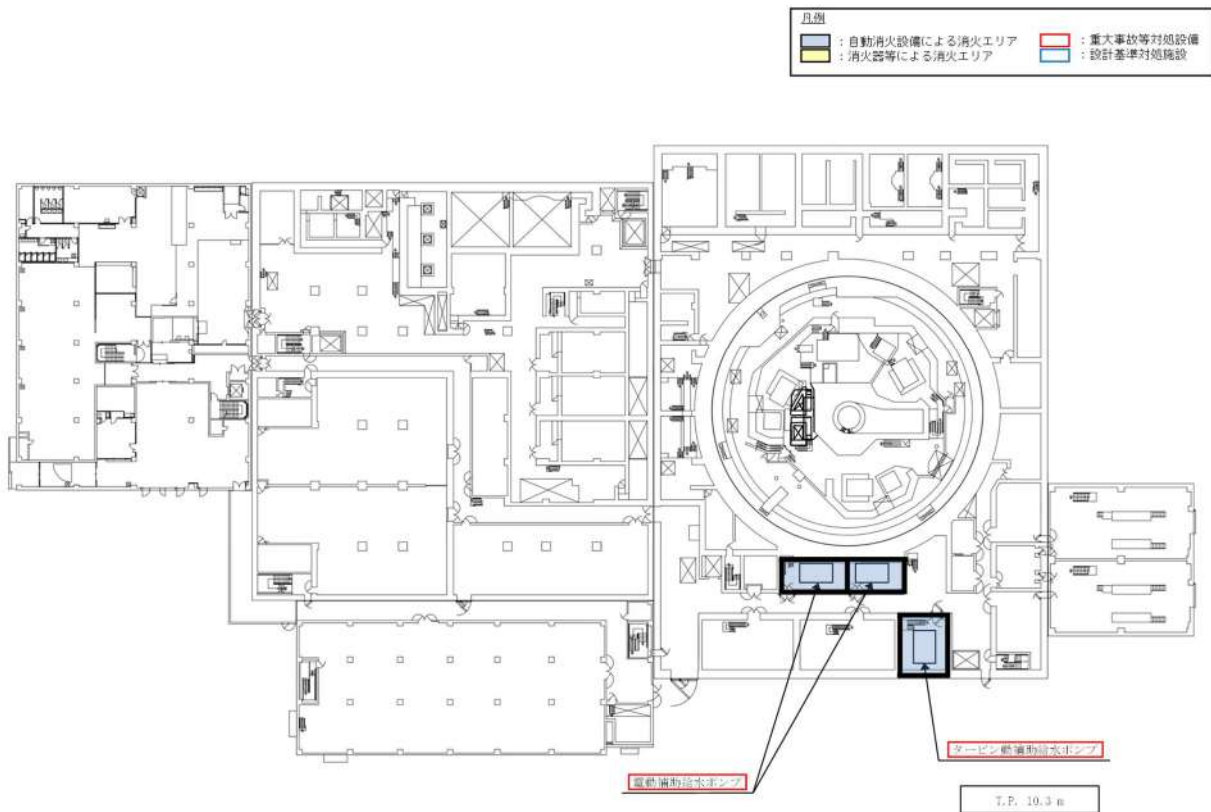 凡例
：自動消火設備による消火エリア
：重大事故等対処設備
：消火器等による消火エリア
：設計基準対処施設
タービン動補助給水ポンプ
電動補助給水ポンプ
T.P. 10.3 m